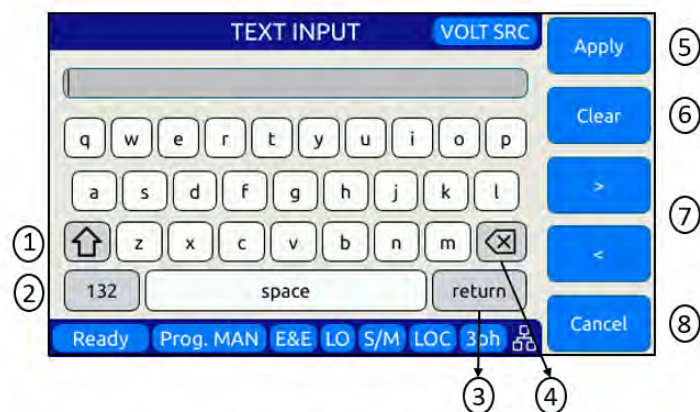 TEXT INPUT VOLT SRC Apply 5
Clear 6
q w e r t y u i o p
a s d f g h j k l >
7
1 z x c v b n m <
2 132 space return
Cancel 8
Ready Prog. MAN E&E LO S/M LOC 3ph
3 4